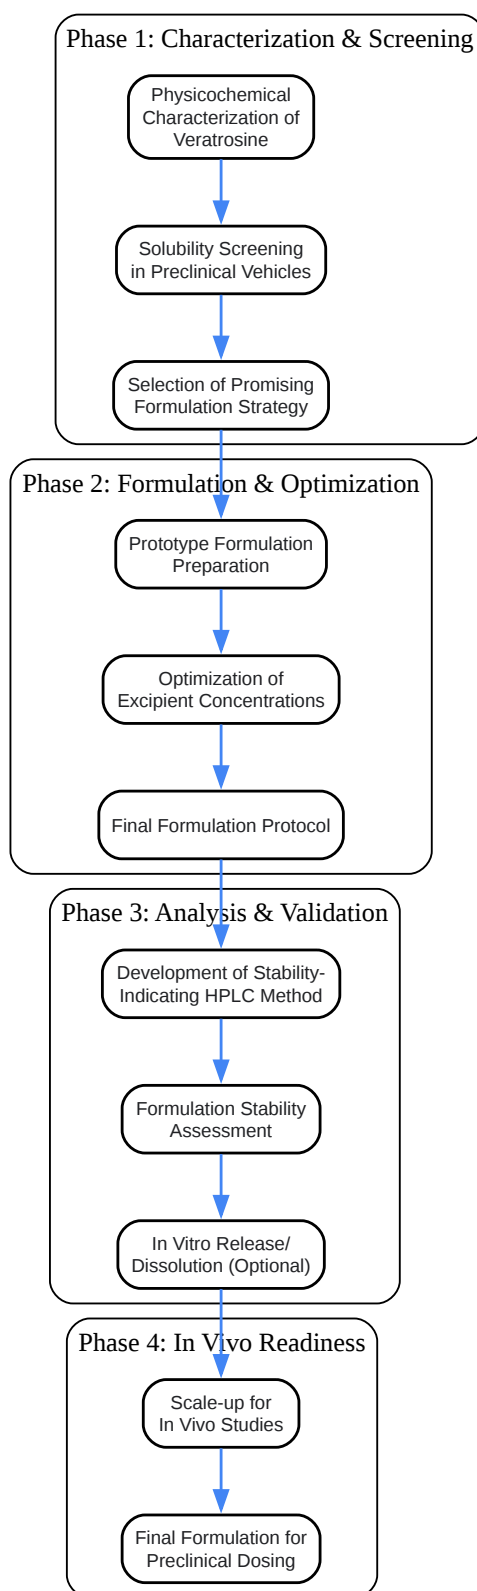 Phase 1: Characterization & Screening
Physicochemical
Characterization of
Veratrosine
Solubility Screening
in Preclinical Vehicles
Selection of Promising
Formulation Strategy
Phase 2: Formulation & Optimization
Prototype Formulation
Preparation
Optimization of
Excipient Concentrations
Final Formulation Protocol
Phase 3: Analysis & Validation
Development of Stability-
Indicating HPLC Method
Formulation Stability
Assessment
In Vitro Release/
Dissolution (Optional)
Phase 4: In Vivo Readiness
Scale-up for
In Vivo Studies
Final Formulation for
Preclinical Dosing